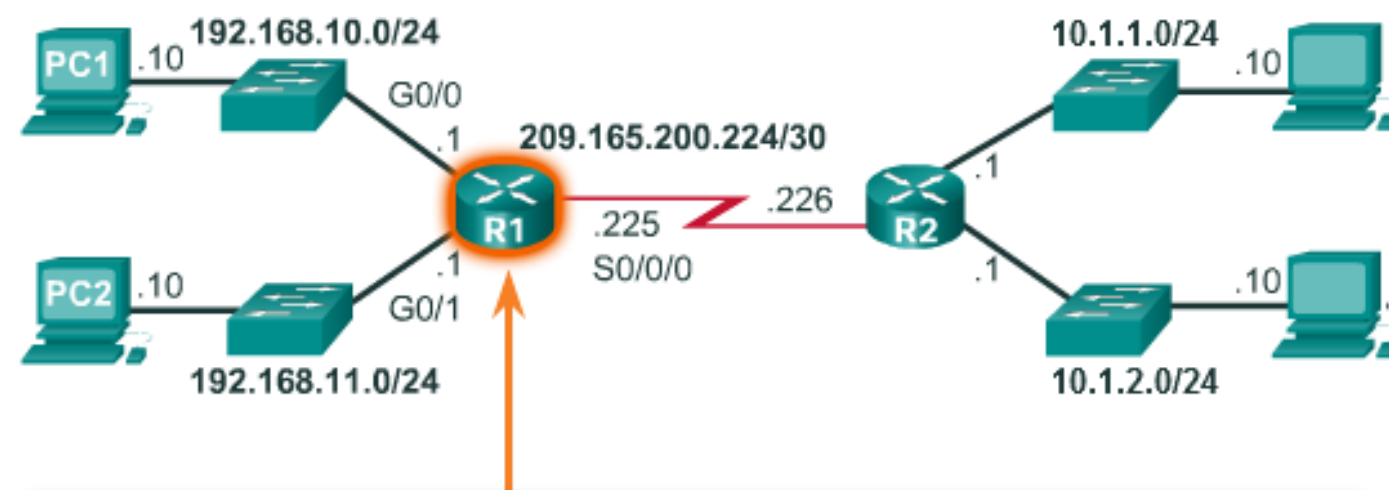 192.168.10.0/24
10.1.1.0/24
PC1
.10
.10
G0/0
.1
209.165.200.224/30
.1
.226
R1
.225
R2
S0/0/0
.1
.1
PC2
.10
G0/1
.10
192.168.11.0/24
10.1.2.0/24